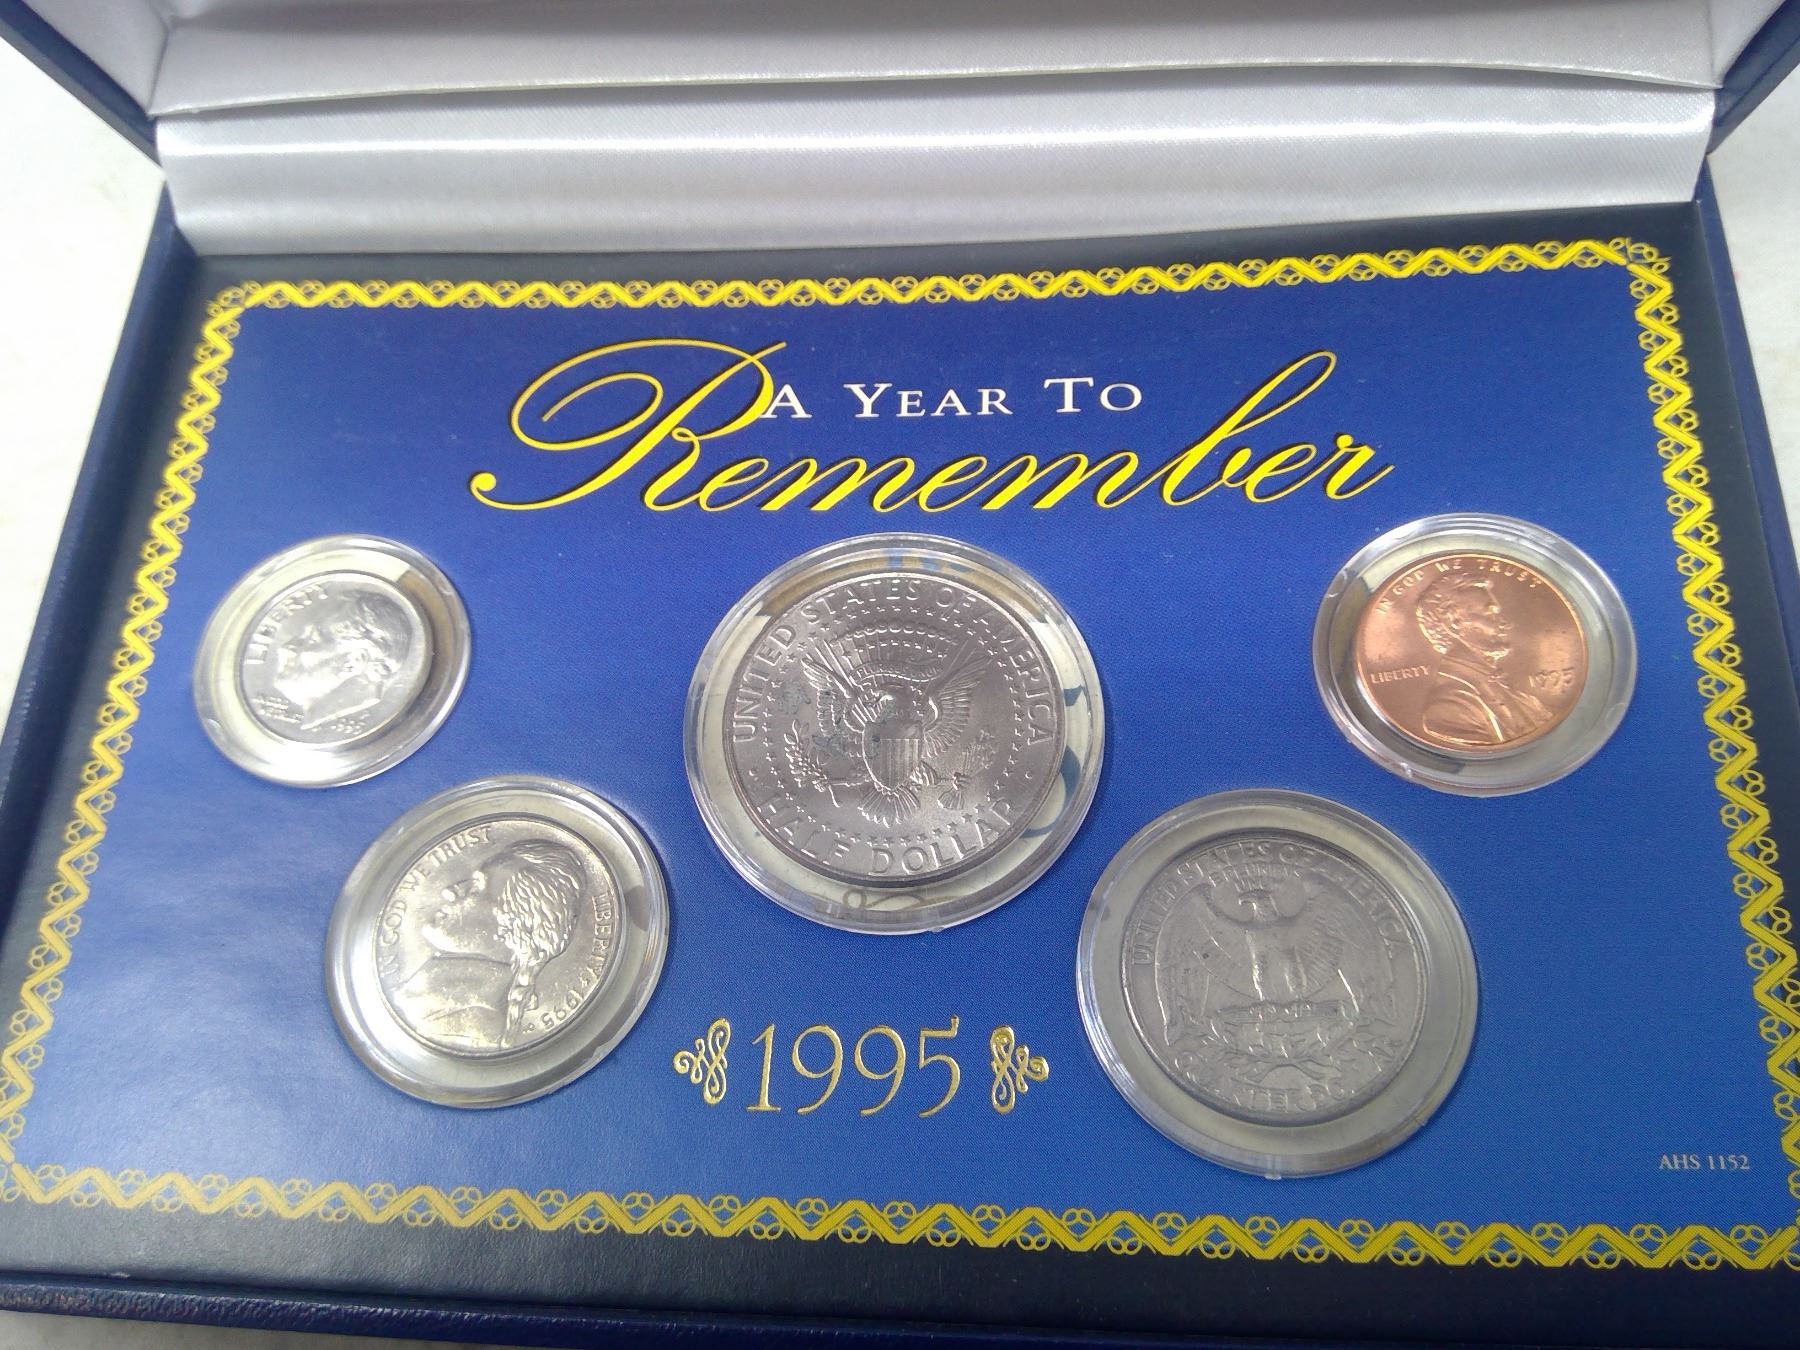 A YEAR TO
Remember
LIBERTY
1995
UNITED STATES OF AMERICA
HALF DOLLAR
IN GOD WE TRUST
LIBERTY
1995
IN GOD WE TRUST
LIBERTY 1995
UNITED STATES OF AMERICA
E PLURIBUS
UNUM
QUARTER DOLLAR
1995
AHS 1152